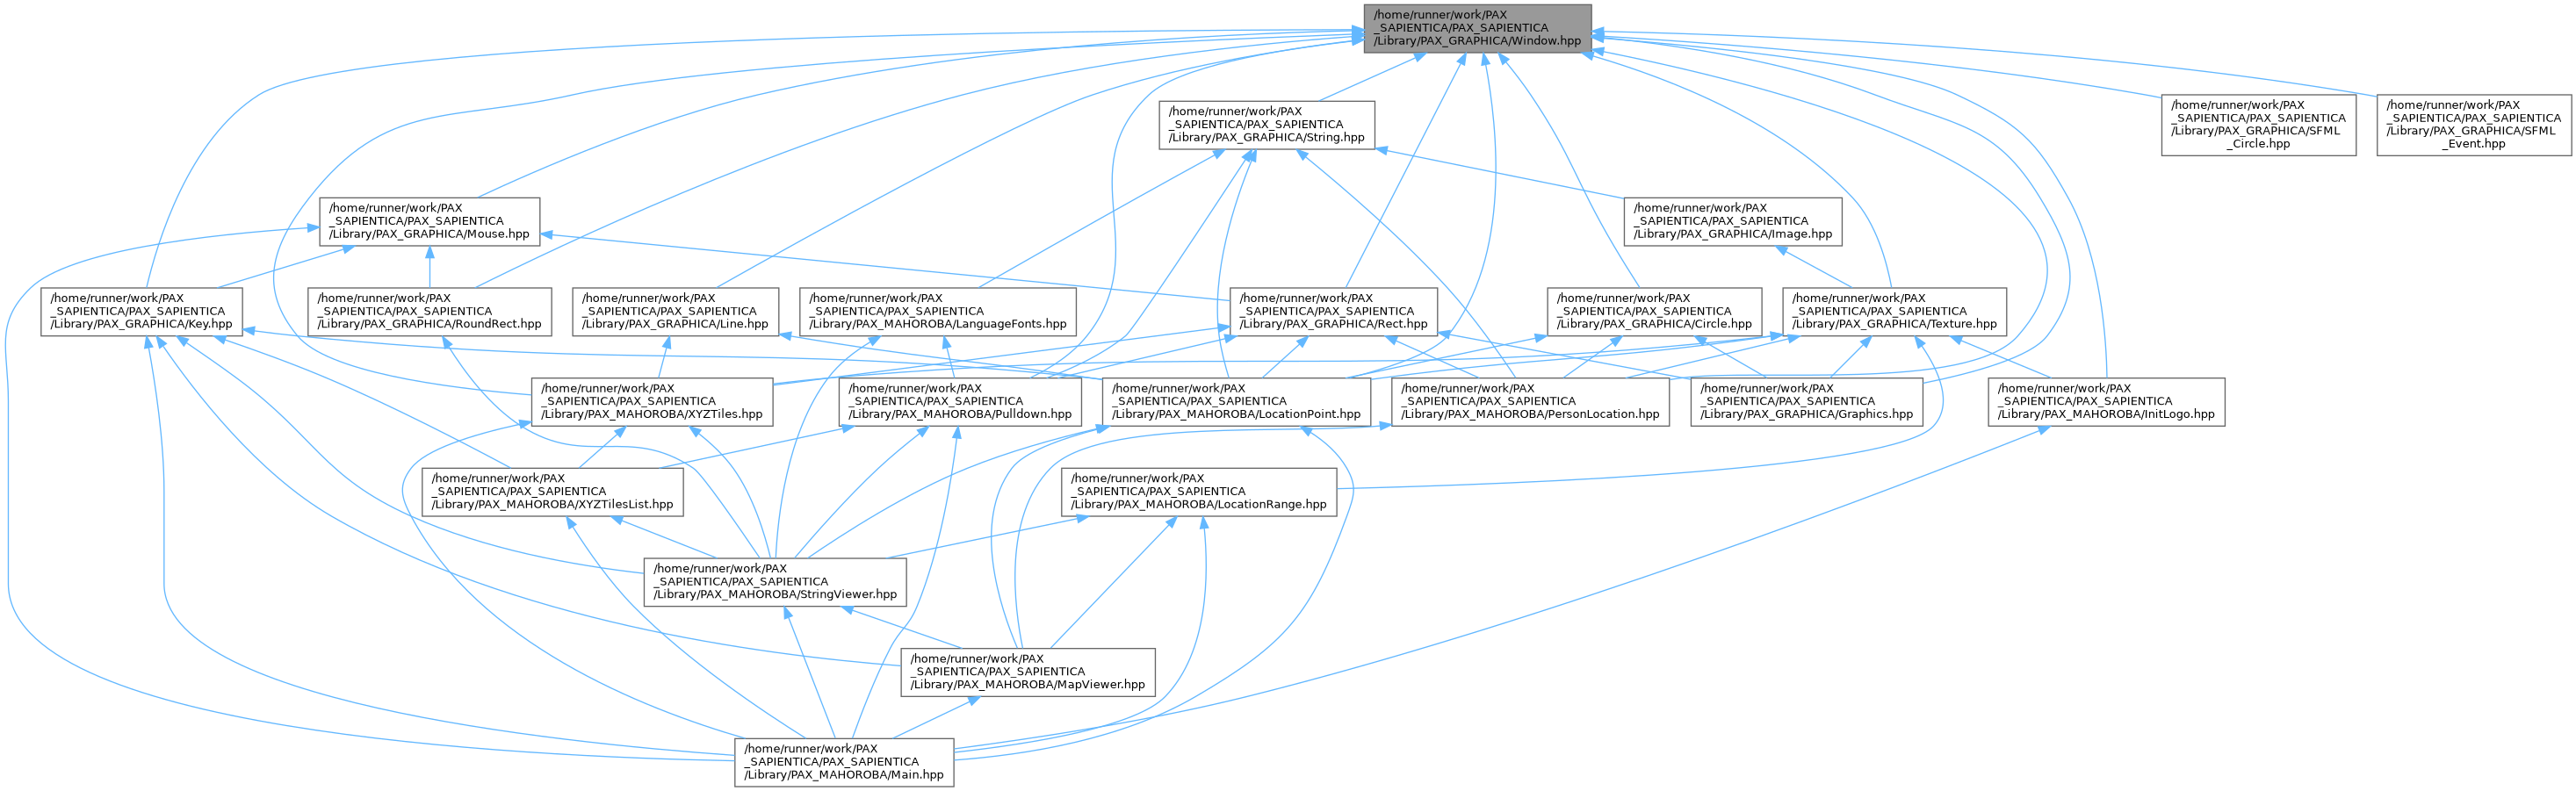 /home/runner/work/PAX
_SAPIENTICA/PAX_SAPIENTICA
/Library/PAX_GRAPHICA/Window.hpp
/home/runner/work/PAX
_SAPIENTICA/PAX_SAPIENTICA
/Library/PAX_GRAPHICA/SFML
_Circle.hpp
/home/runner/work/PAX
_SAPIENTICA/PAX_SAPIENTICA
/Library/PAX_GRAPHICA/SFML
_Event.hpp
/home/runner/work/PAX
_SAPIENTICA/PAX_SAPIENTICA
/Library/PAX_GRAPHICA/String.hpp
/home/runner/work/PAX
_SAPIENTICA/PAX_SAPIENTICA
/Library/PAX_GRAPHICA/Mouse.hpp
/home/runner/work/PAX
_SAPIENTICA/PAX_SAPIENTICA
/Library/PAX_GRAPHICA/Image.hpp
/home/runner/work/PAX
_SAPIENTICA/PAX_SAPIENTICA
/Library/PAX_GRAPHICA/Key.hpp
/home/runner/work/PAX
_SAPIENTICA/PAX_SAPIENTICA
/Library/PAX_GRAPHICA/RoundRect.hpp
/home/runner/work/PAX
_SAPIENTICA/PAX_SAPIENTICA
/Library/PAX_GRAPHICA/Line.hpp
/home/runner/work/PAX
_SAPIENTICA/PAX_SAPIENTICA
/Library/PAX_MAHOROBA/LanguageFonts.hpp
/home/runner/work/PAX
_SAPIENTICA/PAX_SAPIENTICA
/Library/PAX_GRAPHICA/Rect.hpp
/home/runner/work/PAX
_SAPIENTICA/PAX_SAPIENTICA
/Library/PAX_GRAPHICA/Circle.hpp
/home/runner/work/PAX
_SAPIENTICA/PAX_SAPIENTICA
/Library/PAX_GRAPHICA/Texture.hpp
/home/runner/work/PAX
_SAPIENTICA/PAX_SAPIENTICA
/Library/PAX_MAHOROBA/XYZTiles.hpp
/home/runner/work/PAX
_SAPIENTICA/PAX_SAPIENTICA
/Library/PAX_MAHOROBA/Pulldown.hpp
/home/runner/work/PAX
_SAPIENTICA/PAX_SAPIENTICA
/Library/PAX_MAHOROBA/LocationPoint.hpp
/home/runner/work/PAX
_SAPIENTICA/PAX_SAPIENTICA
/Library/PAX_MAHOROBA/PersonLocation.hpp
/home/runner/work/PAX
_SAPIENTICA/PAX_SAPIENTICA
/Library/PAX_GRAPHICA/Graphics.hpp
/home/runner/work/PAX
_SAPIENTICA/PAX_SAPIENTICA
/Library/PAX_MAHOROBA/InitLogo.hpp
/home/runner/work/PAX
_SAPIENTICA/PAX_SAPIENTICA
/Library/PAX_MAHOROBA/XYZTilesList.hpp
/home/runner/work/PAX
_SAPIENTICA/PAX_SAPIENTICA
/Library/PAX_MAHOROBA/LocationRange.hpp
/home/runner/work/PAX
_SAPIENTICA/PAX_SAPIENTICA
/Library/PAX_MAHOROBA/StringViewer.hpp
/home/runner/work/PAX
_SAPIENTICA/PAX_SAPIENTICA
/Library/PAX_MAHOROBA/MapViewer.hpp
/home/runner/work/PAX
_SAPIENTICA/PAX_SAPIENTICA
/Library/PAX_MAHOROBA/Main.hpp